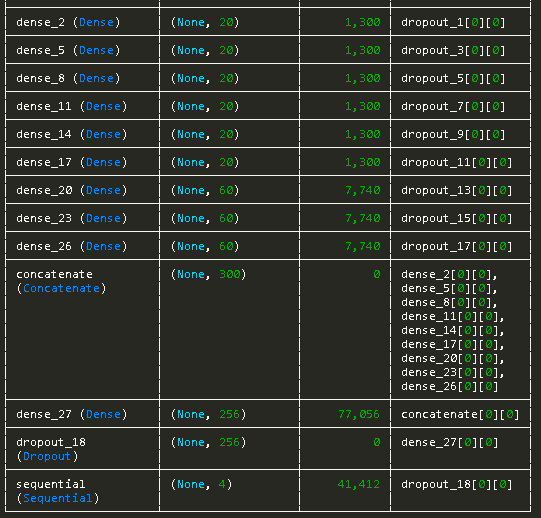 dense_2 (Dense) (None, 20) 1,300 dropout_1[0][0]
dense_5 (Dense) (None, 20) 1,300 dropout_3[0][0]
dense_8 (Dense) (None, 20) 1,300 dropout_5[0][0]
dense_11 (Dense) (None, 20) 1,300 dropout_7[0][0]
dense_14 (Dense) (None, 20) 1,300 dropout_9[0][0]
dense_17 (Dense) (None, 20) 1,300 dropout_11[0][0]
dense_20 (Dense) (None, 60) 7,740 dropout_13[0][0]
dense_23 (Dense) (None, 60) 7,740 dropout_15[0][0]
dense_26 (Dense) (None, 60) 7,740 dropout_17[0][0]
concatenate (None, 300) 0 dense_2[0][0],
(Concatenate) dense_5[0][0],
dense_8[0][0],
dense_11[0][0],
dense_14[0][0],
dense_17[0][0],
dense_20[0][0],
dense_23[0][0],
dense_26[0][0]
dense_27 (Dense) (None, 256) 77,056 concatenate[0][0]
dropout_18 (None, 256) 0 dense_27[0][0]
(Dropout)
sequential (None, 4) 41,412 dropout_18[0][0]
(Sequential)